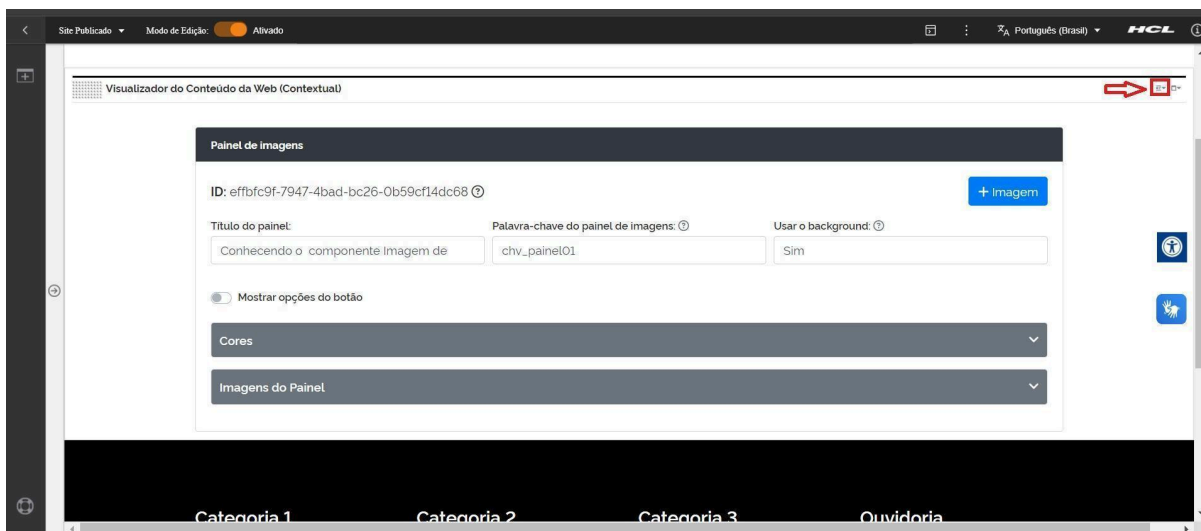 Site Publicado Modo de Edição: Ativado Português (Brasil) HCL
Visualizador do Conteúdo da Web (Contextual)
Painel de imagens
ID: effbfc9f-7947-4bad-bc26-0b59cf14dc68 + Imagem
Título do painel: Palavra-chave do painel de imagens: Usar o background:
Conhecendo o componente Imagem de chv_painel01 Sim
Mostrar opções do botão
Cores
Imagens do Painel
Categoria 1 Categoria 2 Categoria 3 Ouvidoria